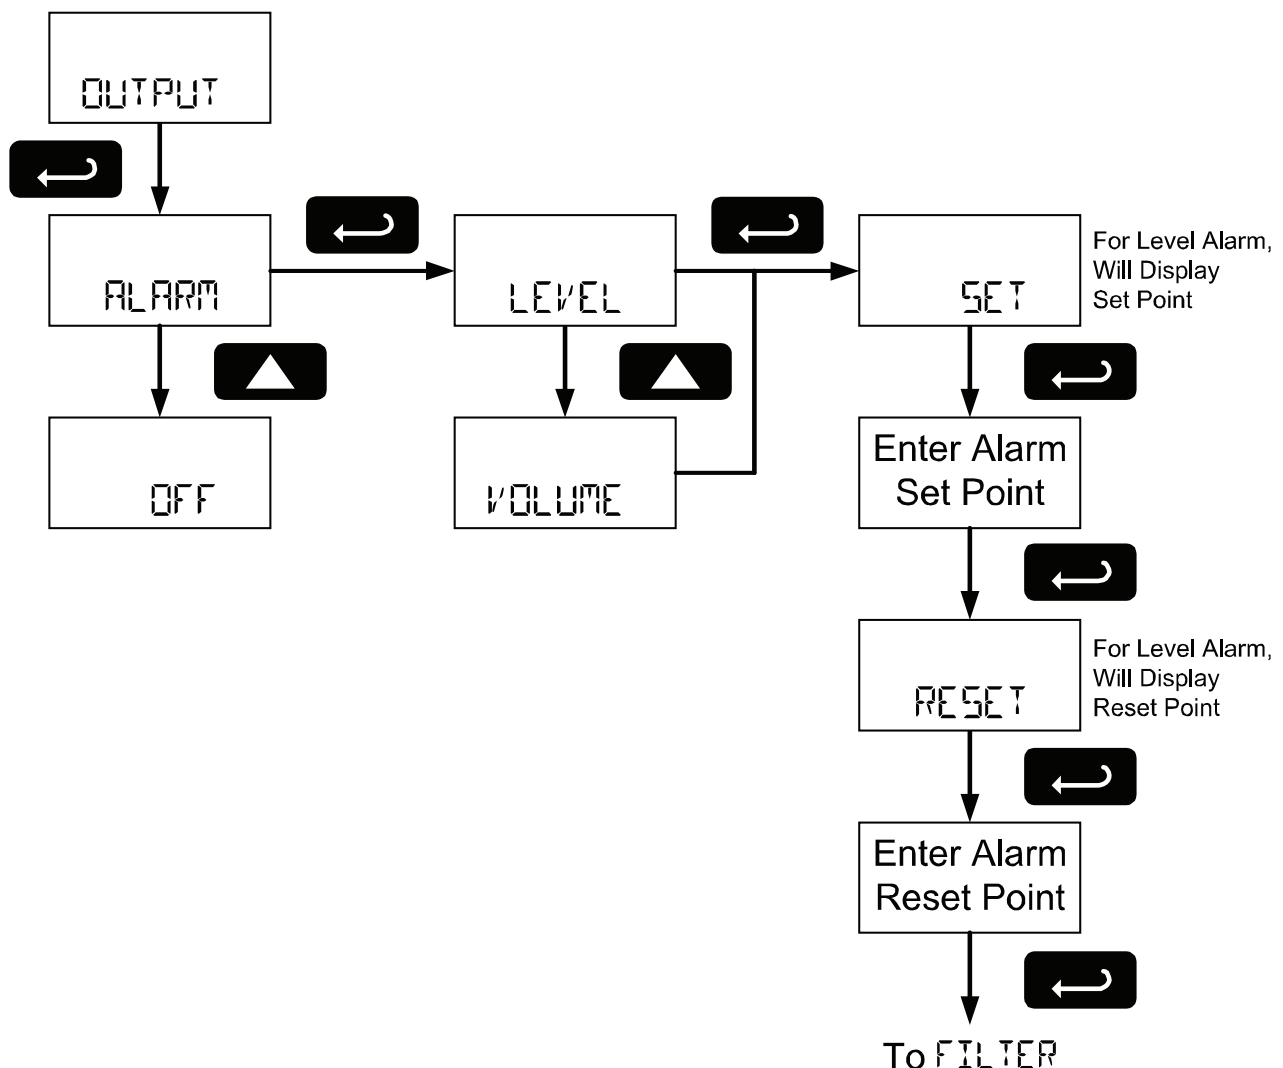 OUTPUT
ALARM
LEVEL
SET
For Level Alarm,
Will Display
Set Point
OFF
VOLUME
Enter Alarm
Set Point
RESET
For Level Alarm,
Will Display
Reset Point
Enter Alarm
Reset Point
To FILTER